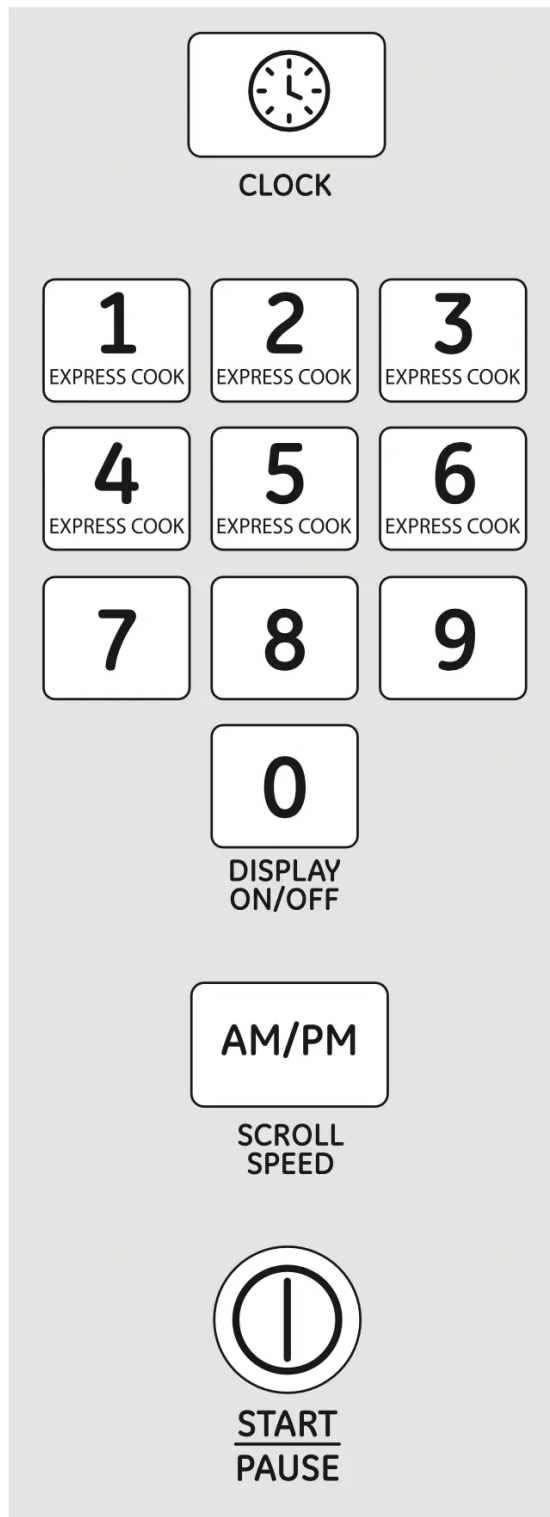 CLOCK
1 2 3
EXPRESS COOK EXPRESS COOK EXPRESS COOK
4 5 6
EXPRESS COOK EXPRESS COOK EXPRESS COOK
7 8 9
0
DISPLAY
ON/OFF
AM/PM
SCROLL
SPEED
START
PAUSE